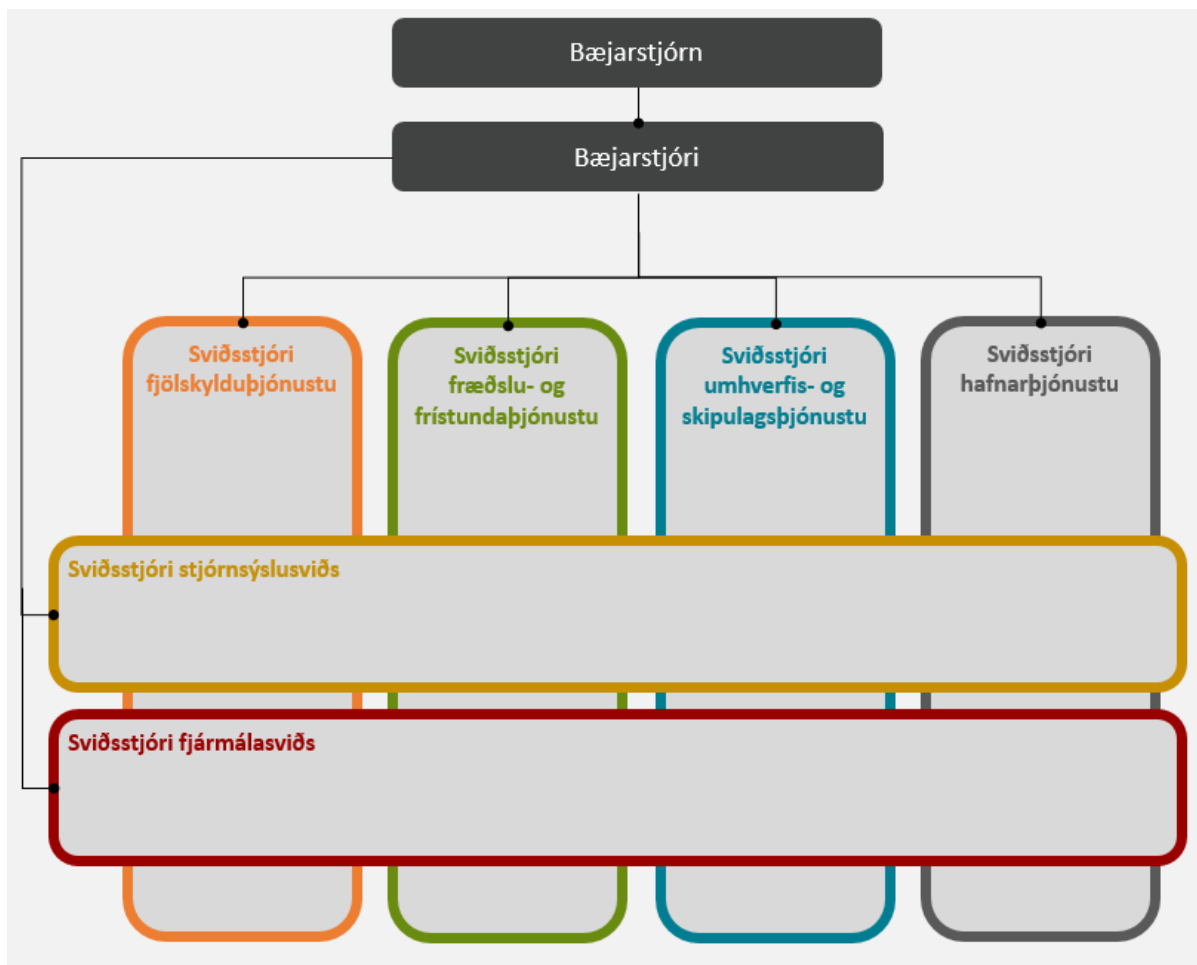 Bæjarstjórn
Bæjarstjóri
Sviðsstjóri
fjölskylduþjónustu
Sviðsstjóri
fræðslu- og
frístundaþjónustu
Sviðsstjóri
umhverfis- og
skipulagsþjónustu
Sviðsstjóri
hafnarþjónustu
Sviðsstjóri stjórnsýslusviðs
Sviðsstjóri fjármálasviðs